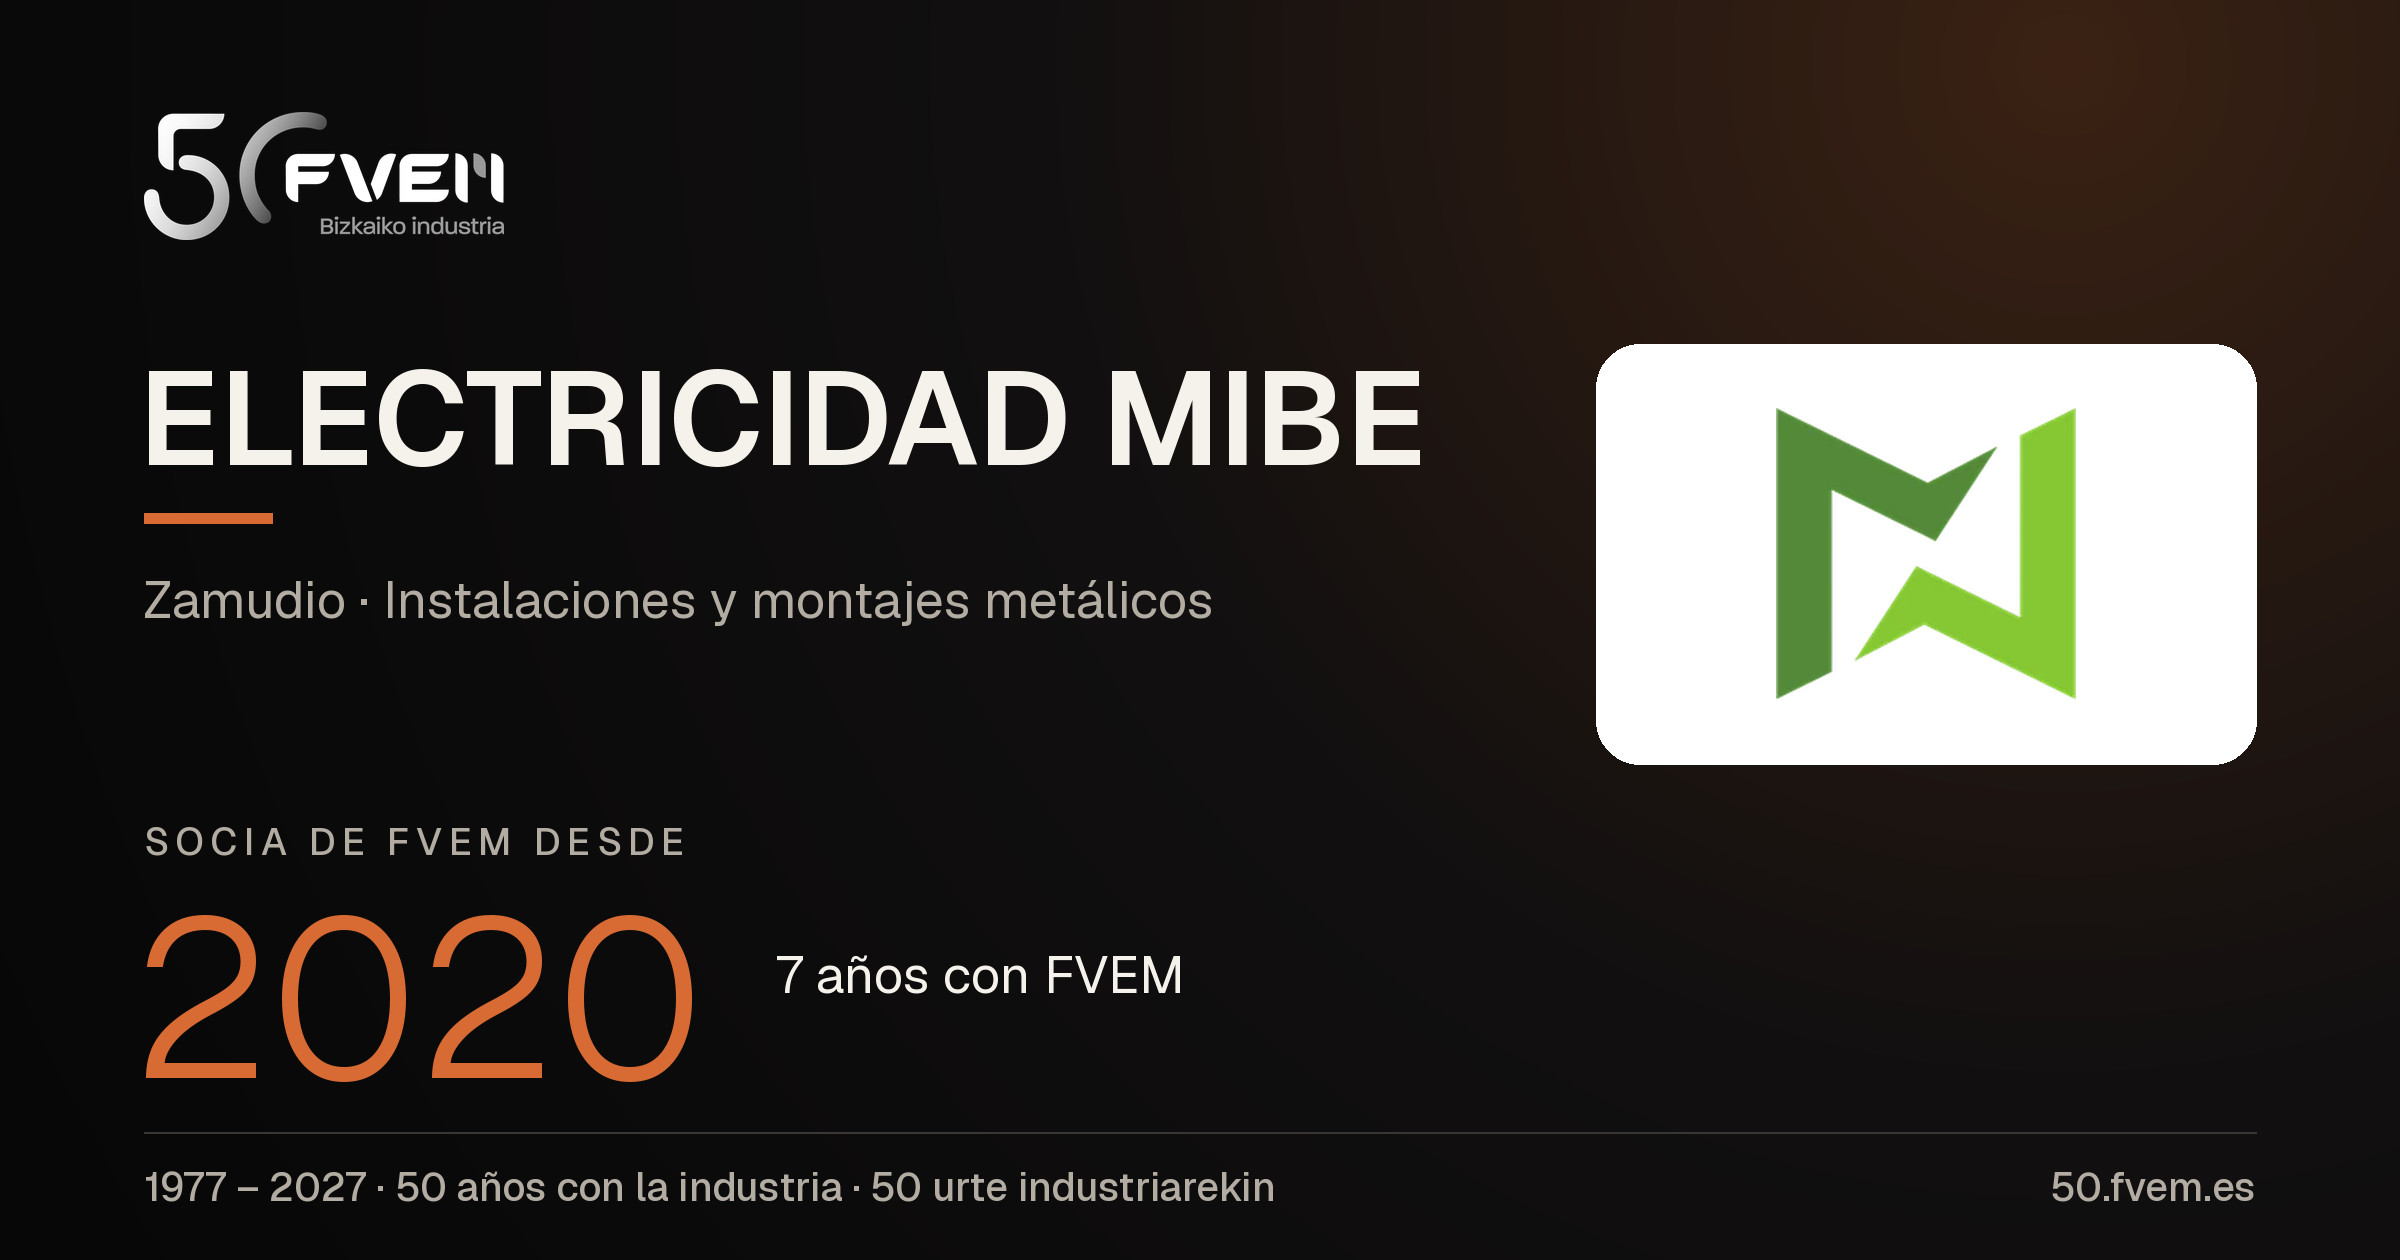 50 FVEM
Bizkaiko industria
ELECTRICIDAD MIBE
Zamudio · Instalaciones y montajes metálicos
SOCIA DE FVEM DESDE
2020
7 años con FVEM
1977 – 2027 · 50 años con la industria · 50 urte industriarekin
50.fvem.es